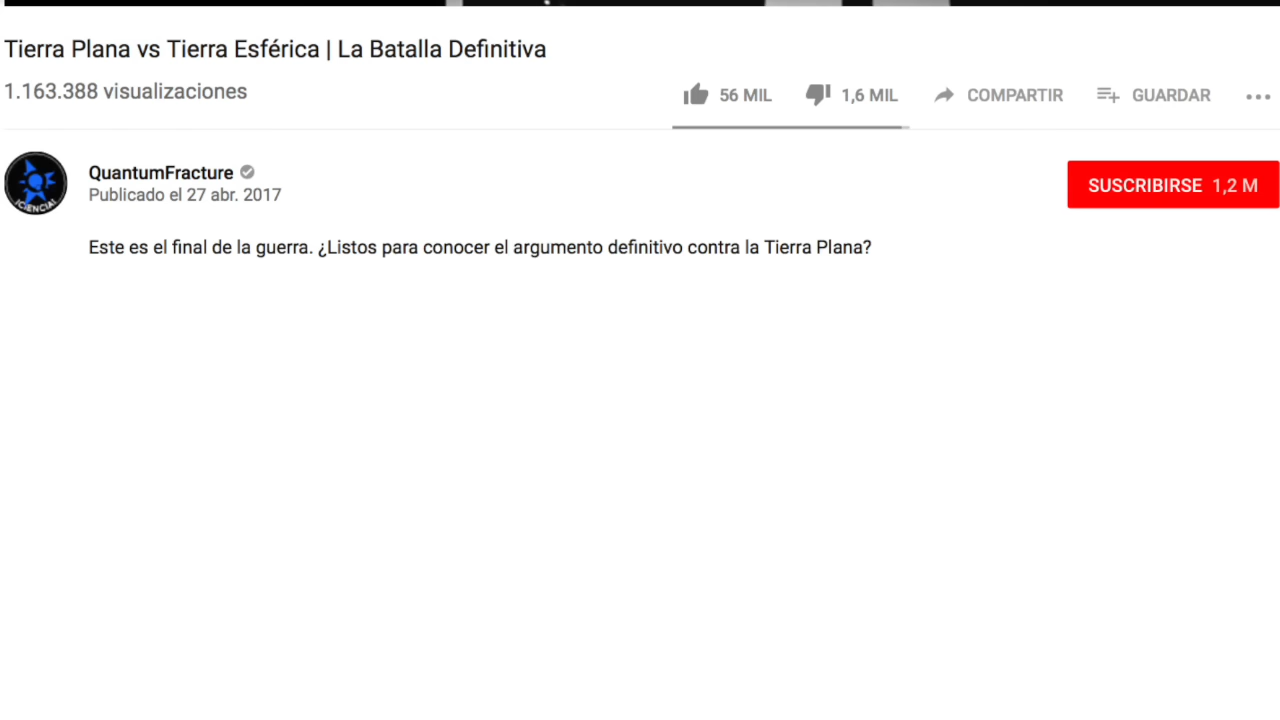 Tierra Plana vs Tierra Esférica | La Batalla Definitiva
1.163.388 visualizaciones
56 MIL
1,6 MIL
COMPARTIR
GUARDAR
QuantumFracture
Publicado el 27 abr. 2017
¡CIENCIA!
SUSCRIBIRSE 1,2 M
Este es el final de la guerra. ¿Listos para conocer el argumento definitivo contra la Tierra Plana?